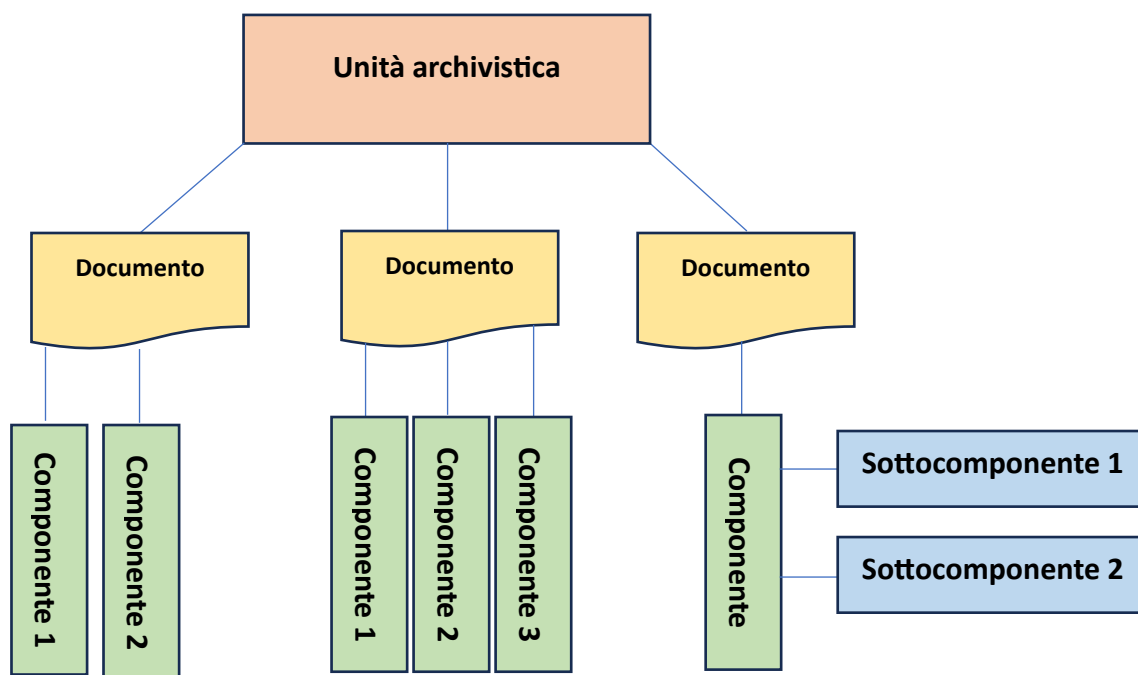 Unità archivistica
Documento
Documento
Documento
Componente 1
Componente 2
Componente 1
Componente 2
Componente 3
Componente
Sottocomponente 1
Sottocomponente 2